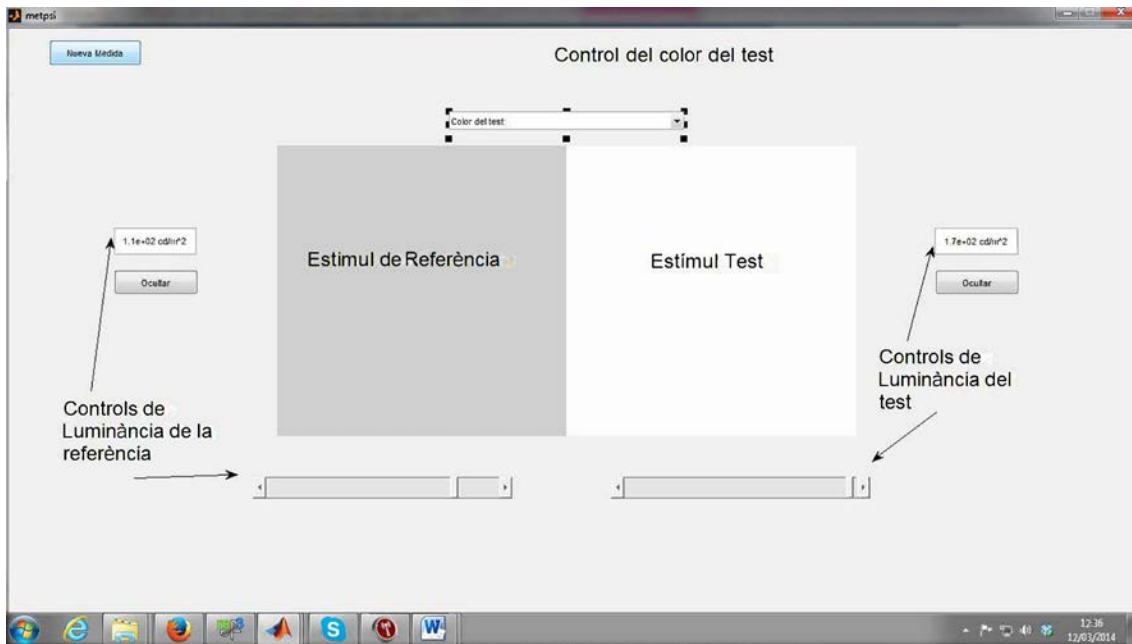 metpsi
Nueva Medida
Control del color del test
Color del test
1.1e+02 cd/m^2
Ocultar
Estimul de Referència
Estímul Test
1.7e+02 cd/m^2
Ocultar
Controls de
Luminància del
test
Controls de
Luminància de la
referència
12:36
12/03/2014